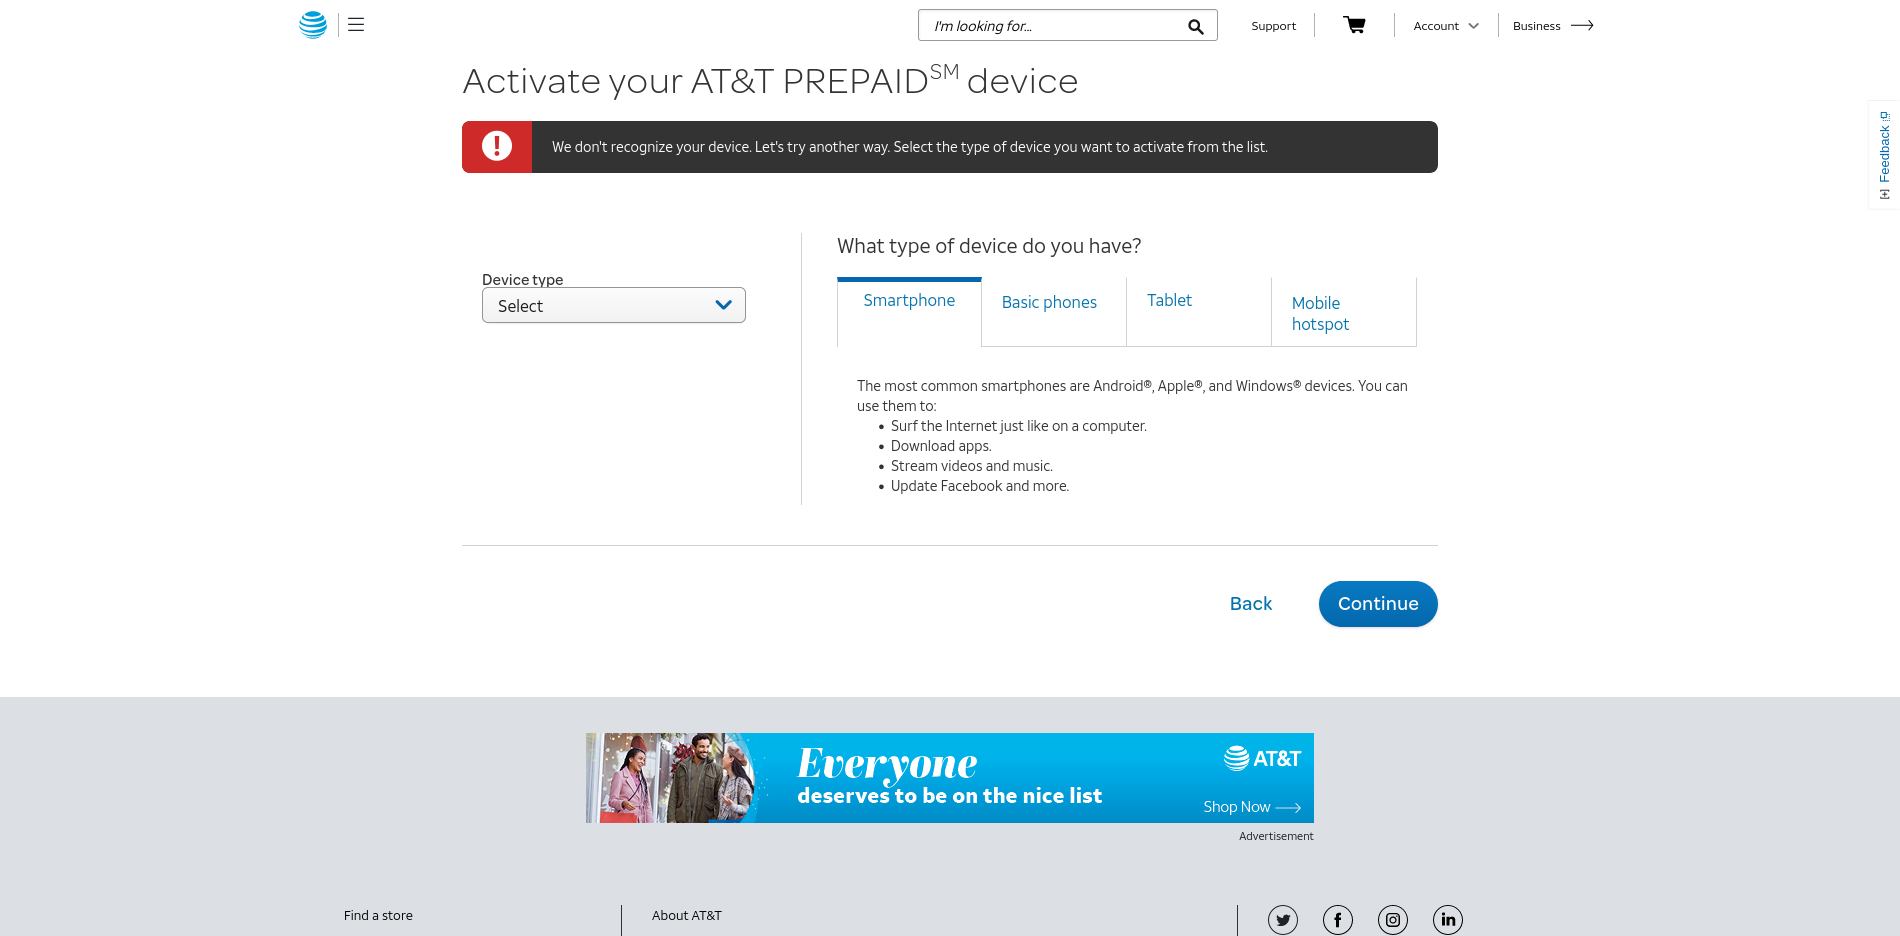 I'm looking for...
Support
Account
Business
Activate your AT&T PREPAID℠ device
We don't recognize your device. Let's try another way. Select the type of device you want to activate from the list.
[+] Feedback
What type of device do you have?
Device type
Select
Smartphone
Basic phones
Tablet
Mobile
hotspot
The most common smartphones are Android®, Apple®, and Windows® devices. You can
use them to:
• Surf the Internet just like on a computer.
• Download apps.
• Stream videos and music.
• Update Facebook and more.
Back
Continue
Everyone
deserves to be on the nice list
AT&T
Shop Now
Advertisement
Find a store
About AT&T